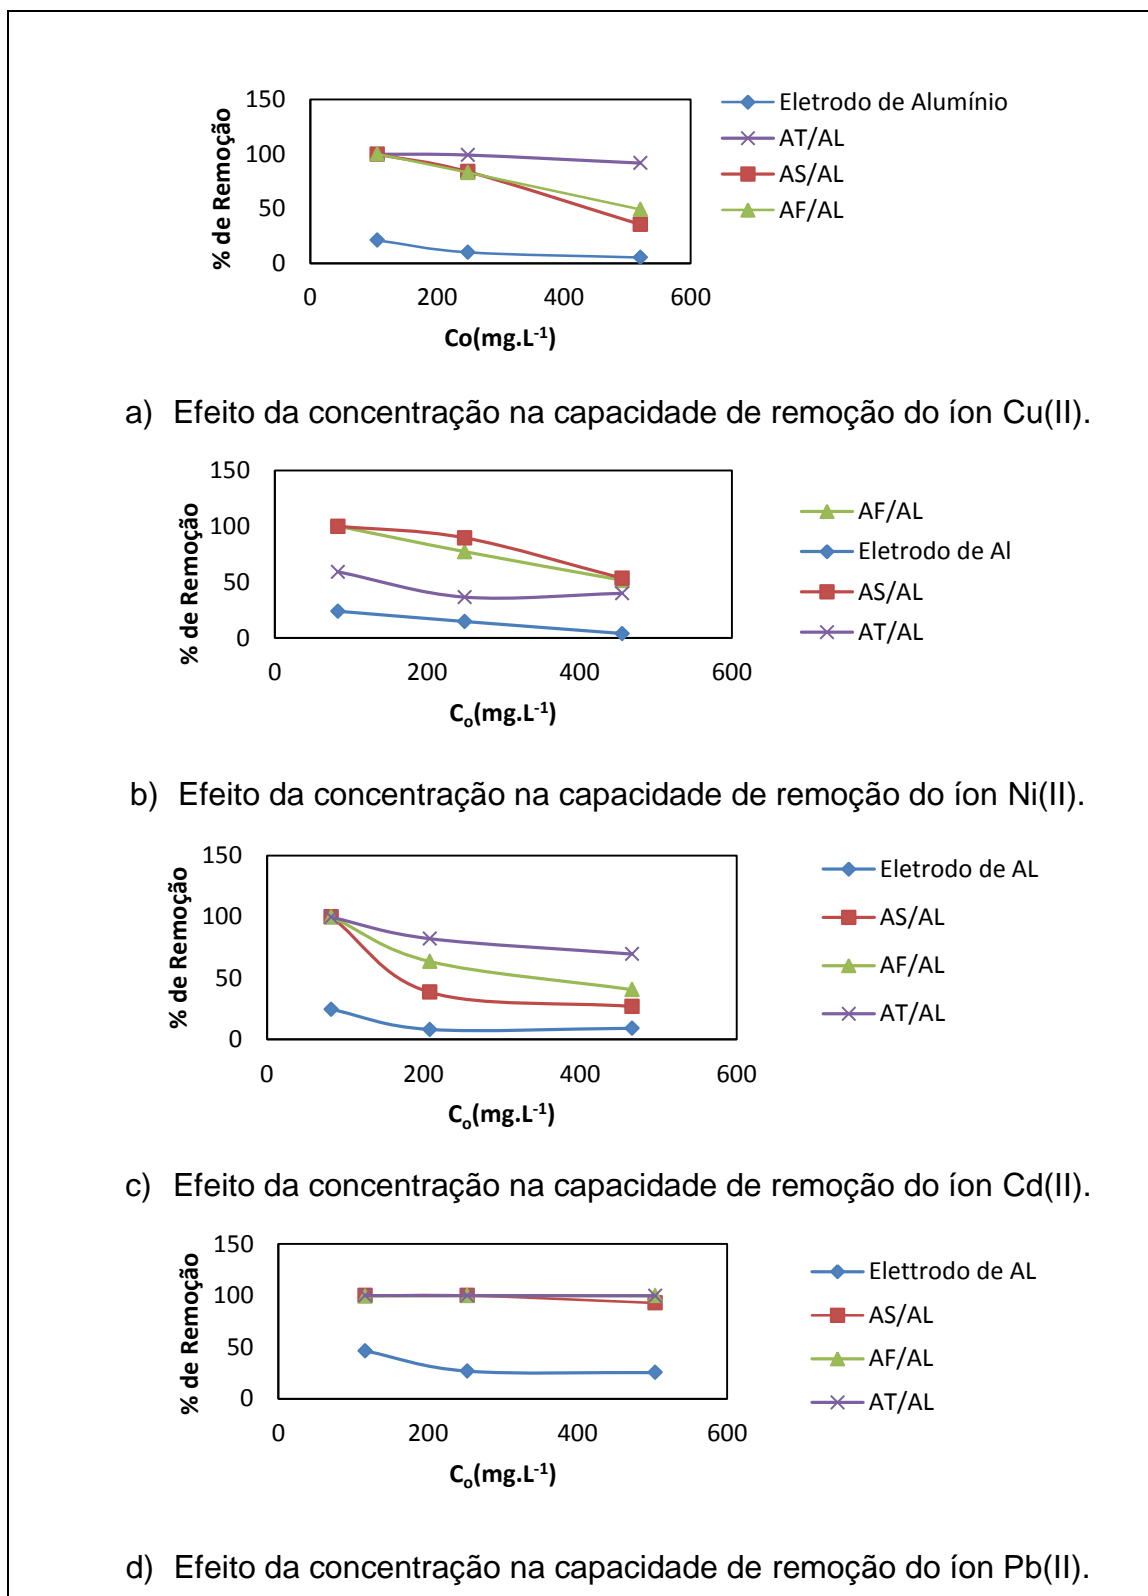 150
100
50
0
% de Remoção
0 200 400 600
Co(mg.L-1)
Eletrodo de Alumínio
AT/AL
AS/AL
AF/AL
a) Efeito da concentração na capacidade de remoção do íon Cu(II).
150
100
50
0
% de Remoção
0 200 400 600
Co(mg.L-1)
AF/AL
Eletrodo de Al
AS/AL
AT/AL
b) Efeito da concentração na capacidade de remoção do íon Ni(II).
150
100
50
0
% de Remoção
0 200 400 600
Co(mg.L-1)
Eletrodo de AL
AS/AL
AF/AL
AT/AL
c) Efeito da concentração na capacidade de remoção do íon Cd(II).
150
100
50
0
% de Remoção
0 200 400 600
Co(mg.L-1)
Elettrodo de AL
AS/AL
AF/AL
AT/AL
d) Efeito da concentração na capacidade de remoção do íon Pb(II).